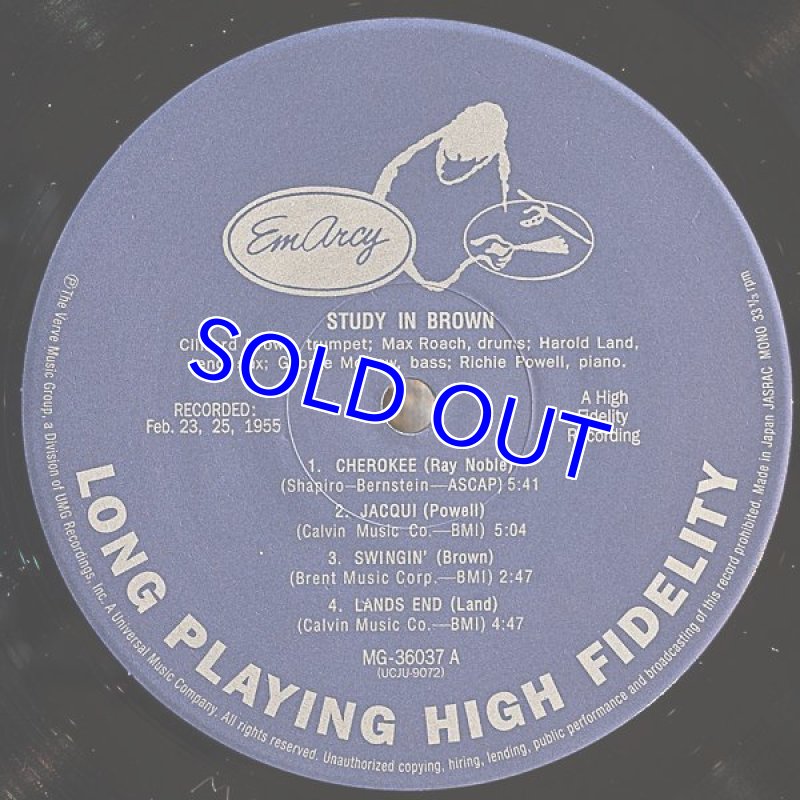 EmArcy
STUDY IN BROWN
trumpet; Max Roach, drums; Harold Land,
bass; Richie Powell, piano.
SOLD OUT
RECORDED:
Feb. 23, 25, 1955
A High
Fidelity
Recording
1. CHEROKEE (Ray Noble)
(Shapiro–Bernstein—ASCAP) 5:41
2. JACQUI (Powell)
(Calvin Music Co.—BMI) 5:04
3. SWINGIN' (Brown)
(Brent Music Corp.—BMI) 2:47
4. LANDS END (Land)
(Calvin Music Co.—BMI) 4:47
MG-36037 A
(UCJU-9072)
LONG PLAYING HIGH FIDELITY
℗The Verve Music Group, a Division of UMG Recordings, Inc. A Universal Music Company. All rights reserved. Unauthorized copying, hiring, lending, public performance and broadcasting of this record prohibited. Made in Japan JASRAC MONO 33⅓ rpm